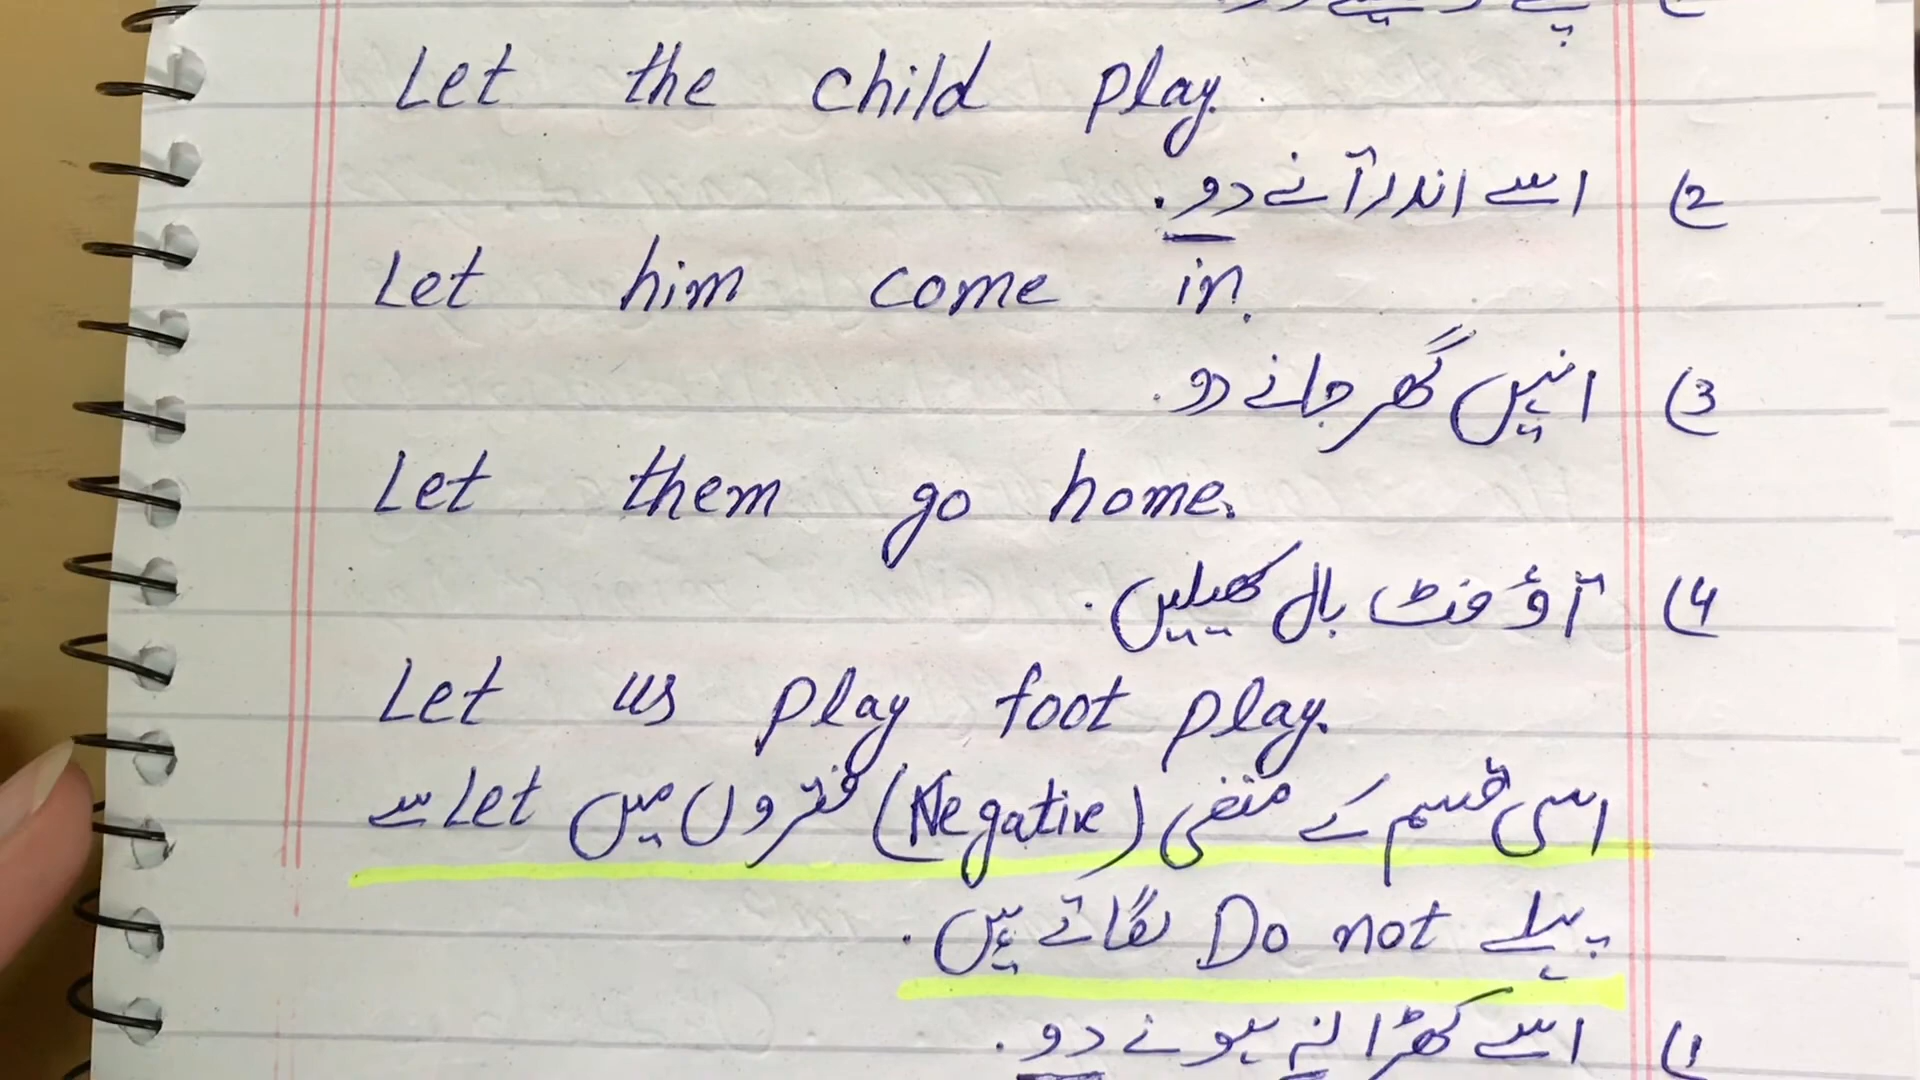 Let the child play.
2) اسے اندر آنے دو.
Let him come in.
3) انہیں گھر جانے دو.
Let them go home.
4) آؤ فٹ بال کھیلیں.
Let us play foot play.
اسی قسم کے منفی (Negative) فقروں میں Let سے
پہلے Do not لگاتے ہیں.
1) اسے کھڑا نہ ہونے دو.